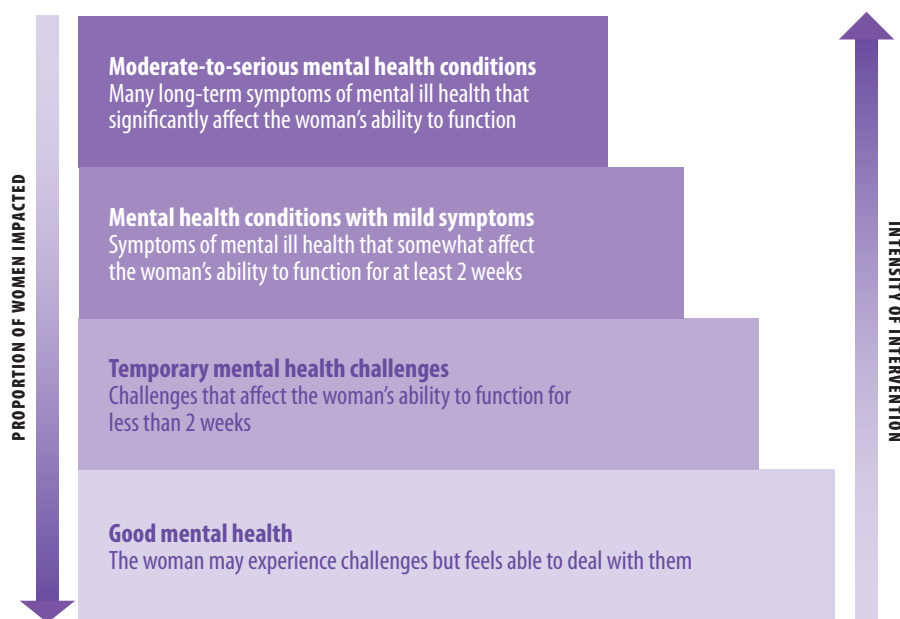 PROPORTION OF WOMEN IMPACTED
Moderate-to-serious mental health conditions
Many long-term symptoms of mental ill health that
significantly affect the woman’s ability to function
Mental health conditions with mild symptoms
Symptoms of mental ill health that somewhat affect
the woman’s ability to function for at least 2 weeks
Temporary mental health challenges
Challenges that affect the woman’s ability to function for
less than 2 weeks
Good mental health
The woman may experience challenges but feels able to deal with them
INTENSITY OF INTERVENTION